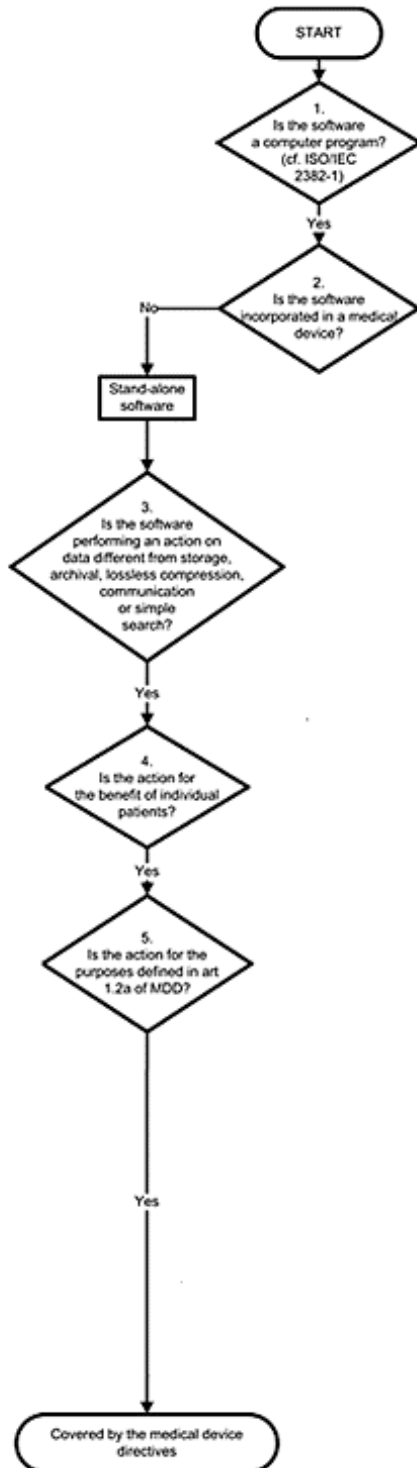 START
1.
Is the software
a computer program?
(cf. ISO/IEC
2382-1)
Yes
2.
Is the software
incorporated in a medical
device?
No
Stand-alone
software
3.
Is the software
performing an action on
data different from storage,
archival, lossless compression,
communication
or simple
search?
Yes
4.
Is the action for
the benefit of individual
patients?
Yes
5.
Is the action for the
purposes defined in art
1.2a of MDD?
Yes
Covered by the medical device
directives